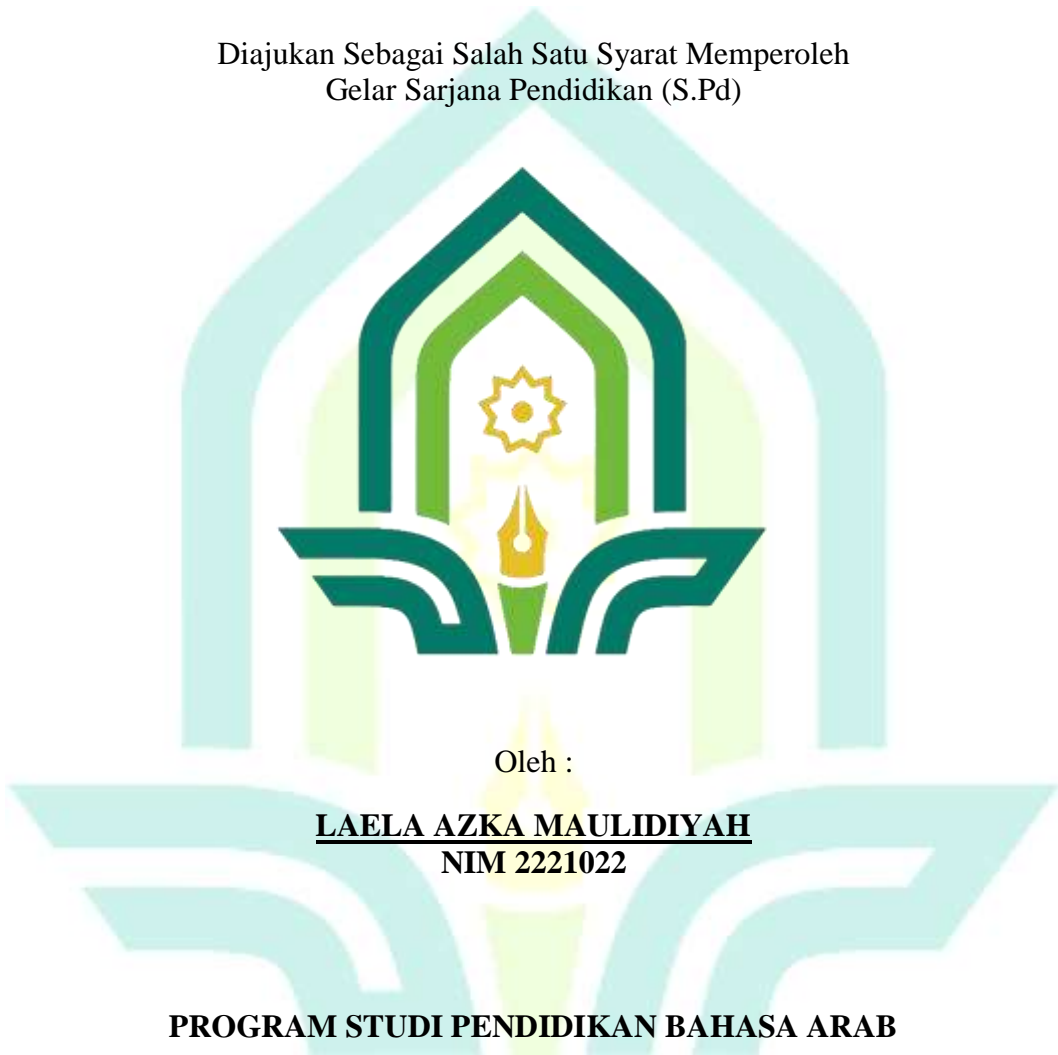 Diajukan Sebagai Salah Satu Syarat Memperoleh
Gelar Sarjana Pendidikan (S.Pd)
Oleh :
LAELA AZKA MAULIDIYAH
NIM 2221022
PROGRAM STUDI PENDIDIKAN BAHASA ARAB